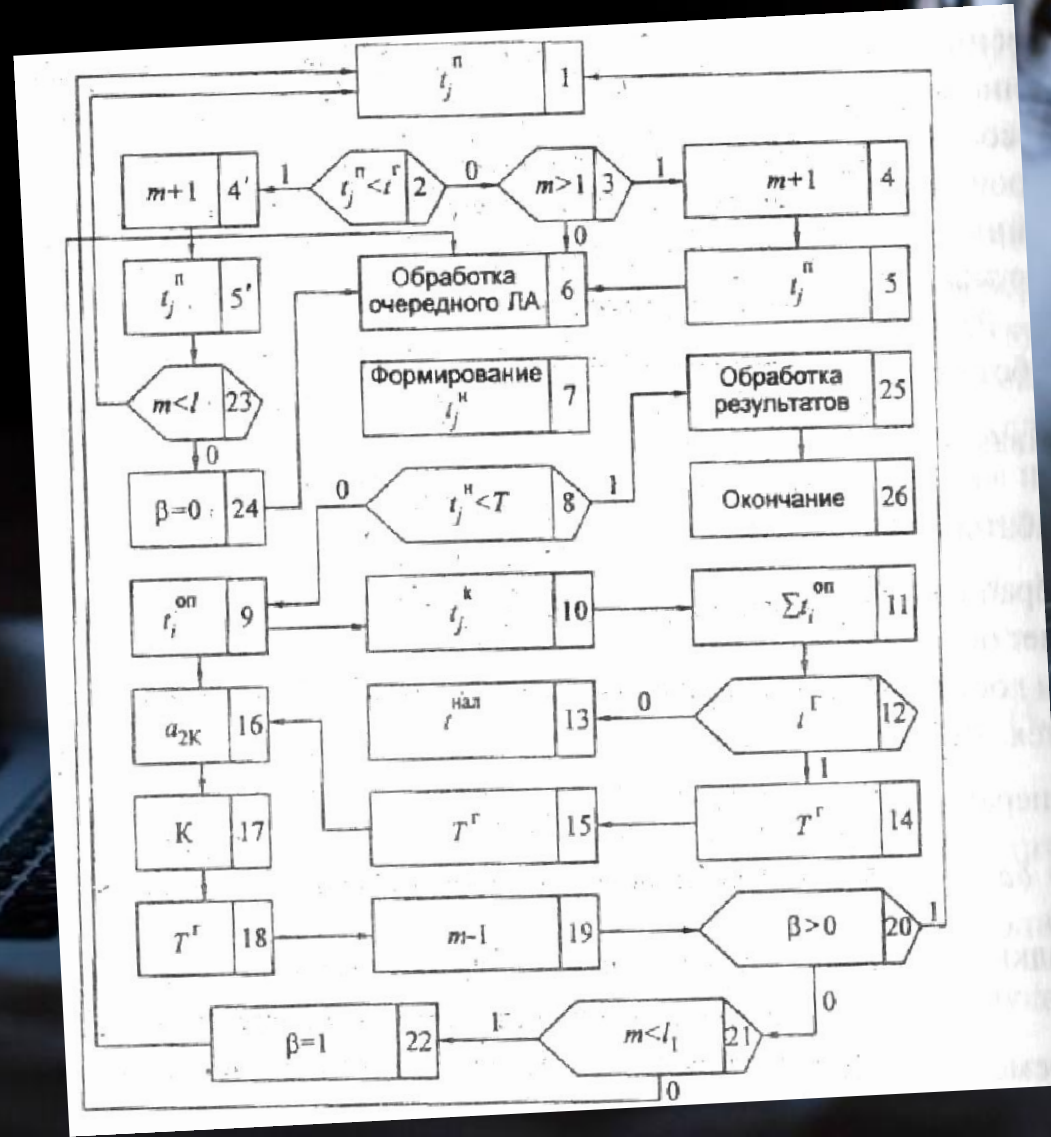 t_j^п 1
m+1 4'
1
t_j^п<t^г 2
0
m>1 3
1
m+1 4
0
t_j^п 5'
Обработка
очередного ЛА 6
t_j^п 5
m<l 23
Формирование
t_j^н 7
Обработка
результатов 25
0
β=0 24
0
t_j^н<T 8
1
Окончание 26
t_i^оп 9
t_j^к 10
Σt_i^оп 11
a_2К 16
t^нал 13
0
t^Г 12
1
К 17
T^г 15
T^г 14
T^г 18
m-1 19
β>0 20
1
0
β=1 22
1
m<l_1 21
0